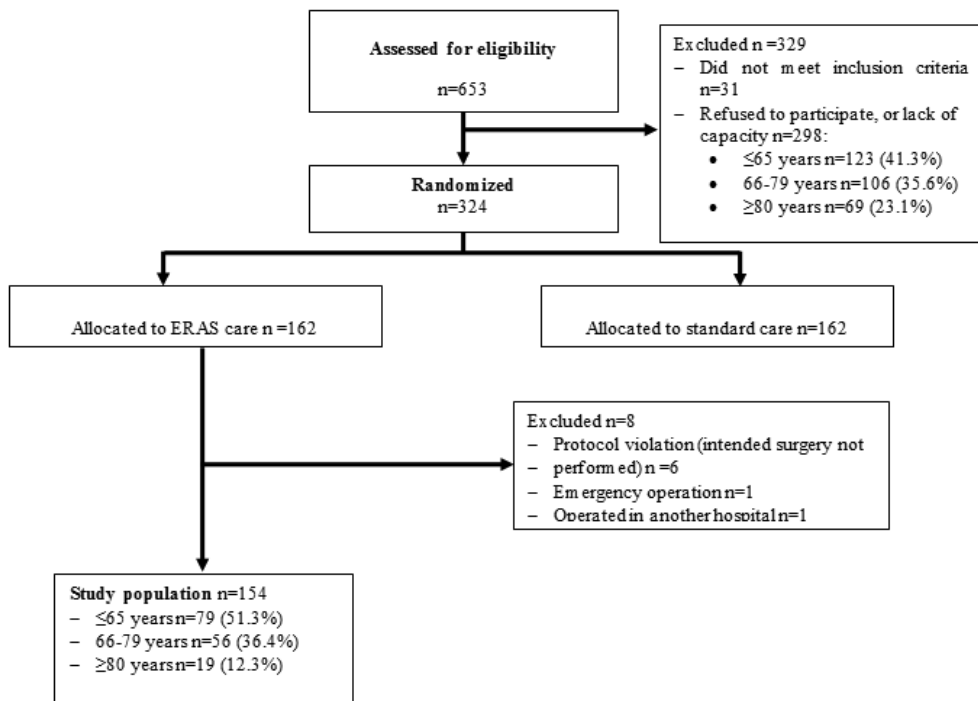 Assessed for eligibility
n=653
Excluded n=329
– Did not meet inclusion criteria
n=31
– Refused to participate, or lack of
capacity n=298:
• ≤65 years n=123 (41.3%)
• 66-79 years n=106 (35.6%)
• ≥80 years n=69 (23.1%)
Randomized
n=324
Allocated to ERAS care n=162
Allocated to standard care n=162
Excluded n=8
– Protocol violation (intended surgery not
– performed) n=6
– Emergency operation n=1
– Operated in another hospital n=1
Study population n=154
– ≤65 years n=79 (51.3%)
– 66-79 years n=56 (36.4%)
– ≥80 years n=19 (12.3%)